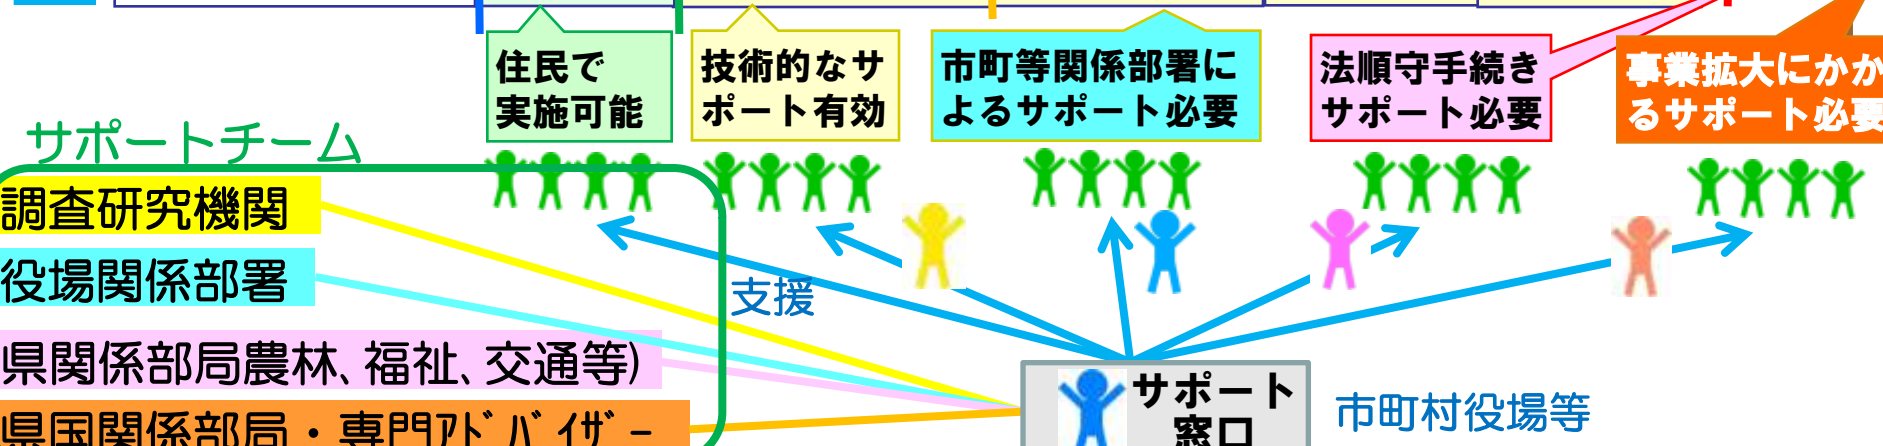 住民で
実施可能
技術的なサ
ポート有効
市町等関係部署に
よるサポート必要
法順守手続き
サポート必要
事業拡大にかか
るサポート必要
サポートチーム
調査研究機関
役場関係部署
支援
県関係部局農林、福祉、交通等)
県国関係部局・専門ｱﾄﾞﾊﾞｲｻﾞｰ
サポート
窓口
市町村役場等